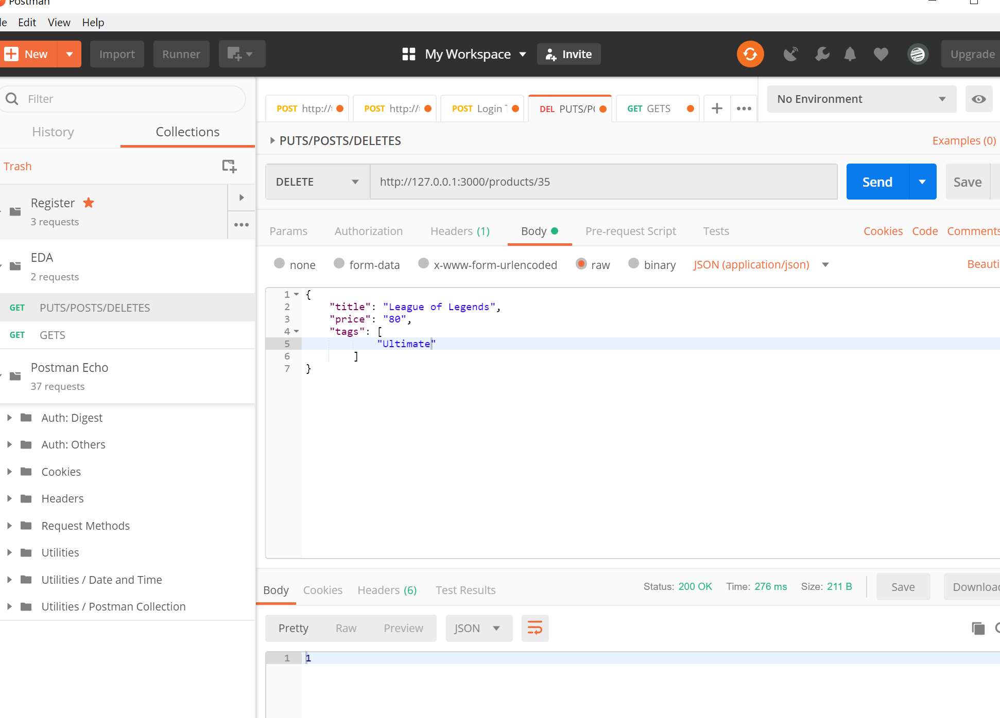 Postman
le Edit View Help
New Import Runner My Workspace Invite Upgrade
Filter
History Collections
Trash
Register
3 requests
EDA
2 requests
GET PUTS/POSTS/DELETES
GET GETS
Postman Echo
37 requests
Auth: Digest
Auth: Others
Cookies
Headers
Request Methods
Utilities
Utilities / Date and Time
Utilities / Postman Collection
POST http:// POST http:// POST Login DEL PUTS/P GET GETS
No Environment
PUTS/POSTS/DELETES Examples (0)
DELETE http://127.0.0.1:3000/products/35 Send Save
Params Authorization Headers (1) Body Pre-request Script Tests Cookies Code Comments
none form-data x-www-form-urlencoded raw binary JSON (application/json) Beauti
1 {
2 "title": "League of Legends",
3 "price": "80",
4 "tags": [
5 "Ultimate"
6 ]
7 }
Body Cookies Headers (6) Test Results Status: 200 OK Time: 276 ms Size: 211 B Save Downloa
Pretty Raw Preview JSON
1 1